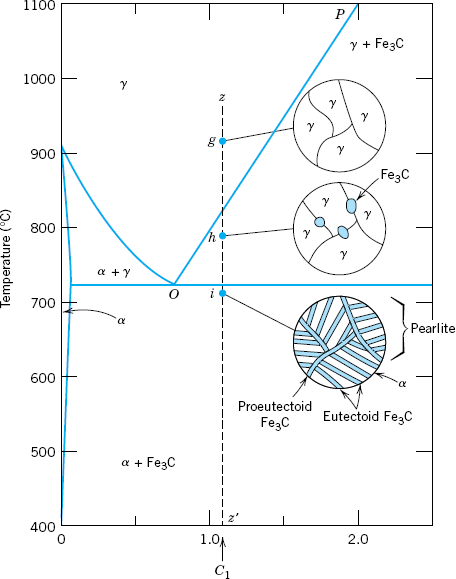 1100
P
γ + Fe₃C
1000
γ
z
g
γ
γ
γ
γ
900
Fe₃C
Temperature (°C)
800
h
γ
γ
γ
γ
α + γ
O
i
700
α
Pearlite
600
α
Proeutectoid
Fe₃C
Eutectoid Fe₃C
500
α + Fe₃C
z′
400
0
1.0
2.0
C₁